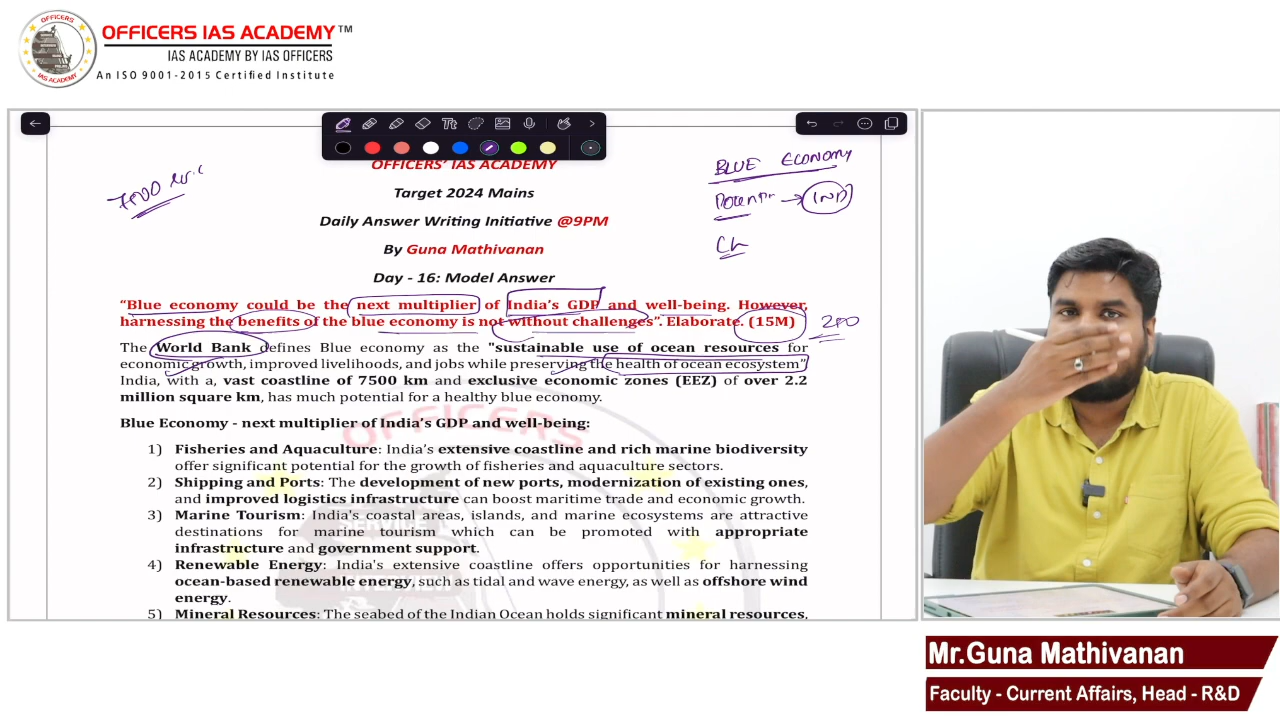 OFFICERS
IAS ACADEMY
OFFICERS IAS ACADEMY™
IAS ACADEMY BY IAS OFFICERS
An ISO 9001-2015 Certified Institute
Tt
OFFICERS' IAS ACADEMY
Target 2024 Mains
Daily Answer Writing Initiative @9PM
By Guna Mathivanan
Day - 16: Model Answer
7500
BLUE ECONOMY
IND
Ch
“Blue economy could be the next multiplier of India’s GDP and well-being. However,
harnessing the benefits of the blue economy is not without challenges”. Elaborate. (15M)
250
The World Bank defines Blue economy as the "sustainable use of ocean resources for
economic growth, improved livelihoods, and jobs while preserving the health of ocean ecosystem”
India, with a, vast coastline of 7500 km and exclusive economic zones (EEZ) of over 2.2
million square km, has much potential for a healthy blue economy.
Blue Economy - next multiplier of India’s GDP and well-being:
1) Fisheries and Aquaculture: India’s extensive coastline and rich marine biodiversity
offer significant potential for the growth of fisheries and aquaculture sectors.
2) Shipping and Ports: The development of new ports, modernization of existing ones,
and improved logistics infrastructure can boost maritime trade and economic growth.
3) Marine Tourism: India's coastal areas, islands, and marine ecosystems are attractive
destinations for marine tourism which can be promoted with appropriate
infrastructure and government support.
4) Renewable Energy: India's extensive coastline offers opportunities for harnessing
ocean-based renewable energy, such as tidal and wave energy, as well as offshore wind
energy.
5) Mineral Resources: The seabed of the Indian Ocean holds significant mineral resources,
OFFICERS
Mr.Guna Mathivanan
Faculty - Current Affairs, Head - R&D